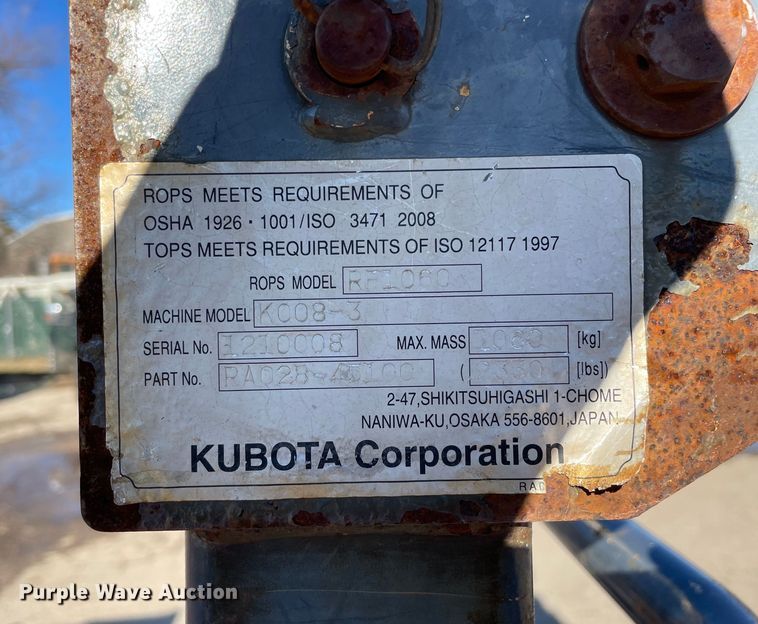 ROPS MEETS REQUIREMENTS OF
OSHA 1926・1001/ISO 3471 2008
TOPS MEETS REQUIREMENTS OF ISO 12117 1997
ROPS MODEL
MACHINE MODEL K008-3
SERIAL No. 1210008 MAX. MASS [kg]
PART No. ( [lbs])
2-47,SHIKITSUHIGASHI 1-CHOME
NANIWA-KU,OSAKA 556-8601,JAPAN
KUBOTA Corporation
Purple Wave Auction